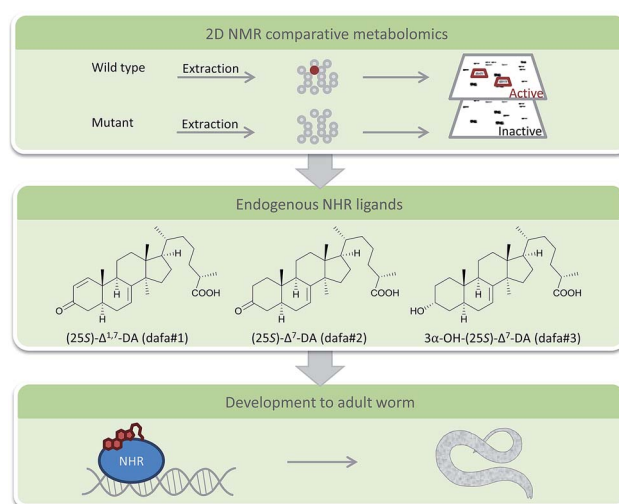 2D NMR comparative metabolomics
Wild type
Extraction
Active
Mutant
Extraction
Inactive
Endogenous NHR ligands
H
H
H
H
O
COOH
H
H
H
O
COOH
H
H
H
HO
COOH
(25S)-Δ¹,⁷-DA (dafa#1)
(25S)-Δ⁷-DA (dafa#2)
3α-OH-(25S)-Δ⁷-DA (dafa#3)
Development to adult worm
NHR